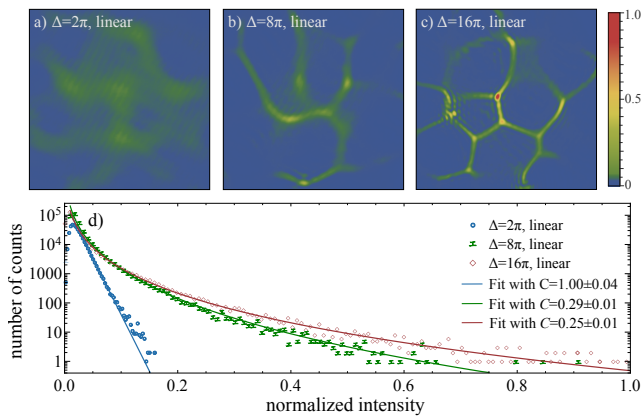 a) Δ=2π, linear
b) Δ=8π, linear
c) Δ=16π, linear
1.0
0.5
0
d)
10⁵
10⁴
1000
100
10
1
number of counts
Δ=2π, linear
Δ=8π, linear
Δ=16π, linear
Fit with C=1.00±0.04
Fit with C=0.29±0.01
Fit with C=0.25±0.01
0.0 0.2 0.4 0.6 0.8 1.0
normalized intensity